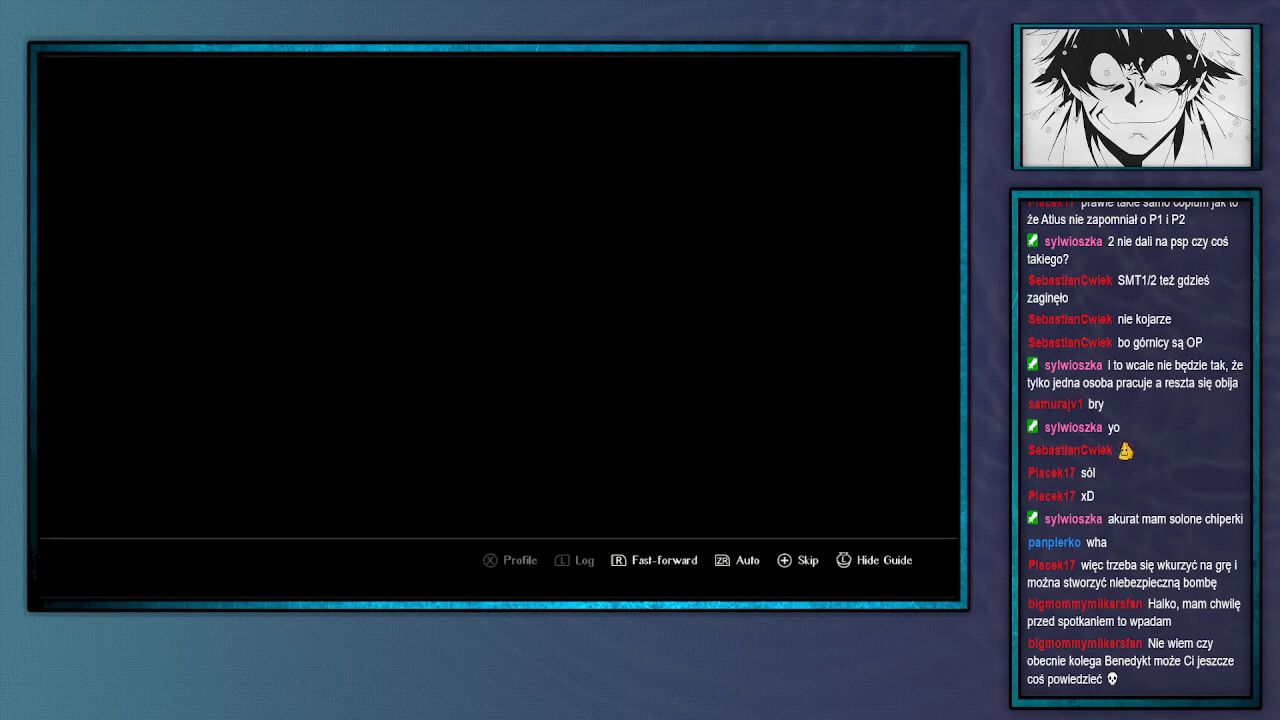 Ⓧ Profile L Log R Fast-forward ZR Auto + Skip L Hide Guide
Placek17 prawie takie samo copium jak to
że Atlus nie zapomniał o P1 i P2
sylwioszka 2 nie dali na psp czy coś
takiego?
SebastianCwiek SMT1/2 też gdzieś
zaginęło
SebastianCwiek nie kojarze
SebastianCwiek bo górnicy są OP
sylwioszka i to wcale nie będzie tak, że
tylko jedna osoba pracuje a reszta się obija
samurajv1 bry
sylwioszka yo
SebastianCwiek
Placek17 sól
Placek17 xD
sylwioszka akurat mam solone chiperki
panpierko wha
Placek17 więc trzeba się wkurzyć na grę i
można stworzyć niebezpieczną bombę
bigmommymilkersfan Halko, mam chwilę
przed spotkaniem to wpadam
bigmommymilkersfan Nie wiem czy
obecnie kolega Benedykt może Ci jeszcze
coś powiedzieć 💀